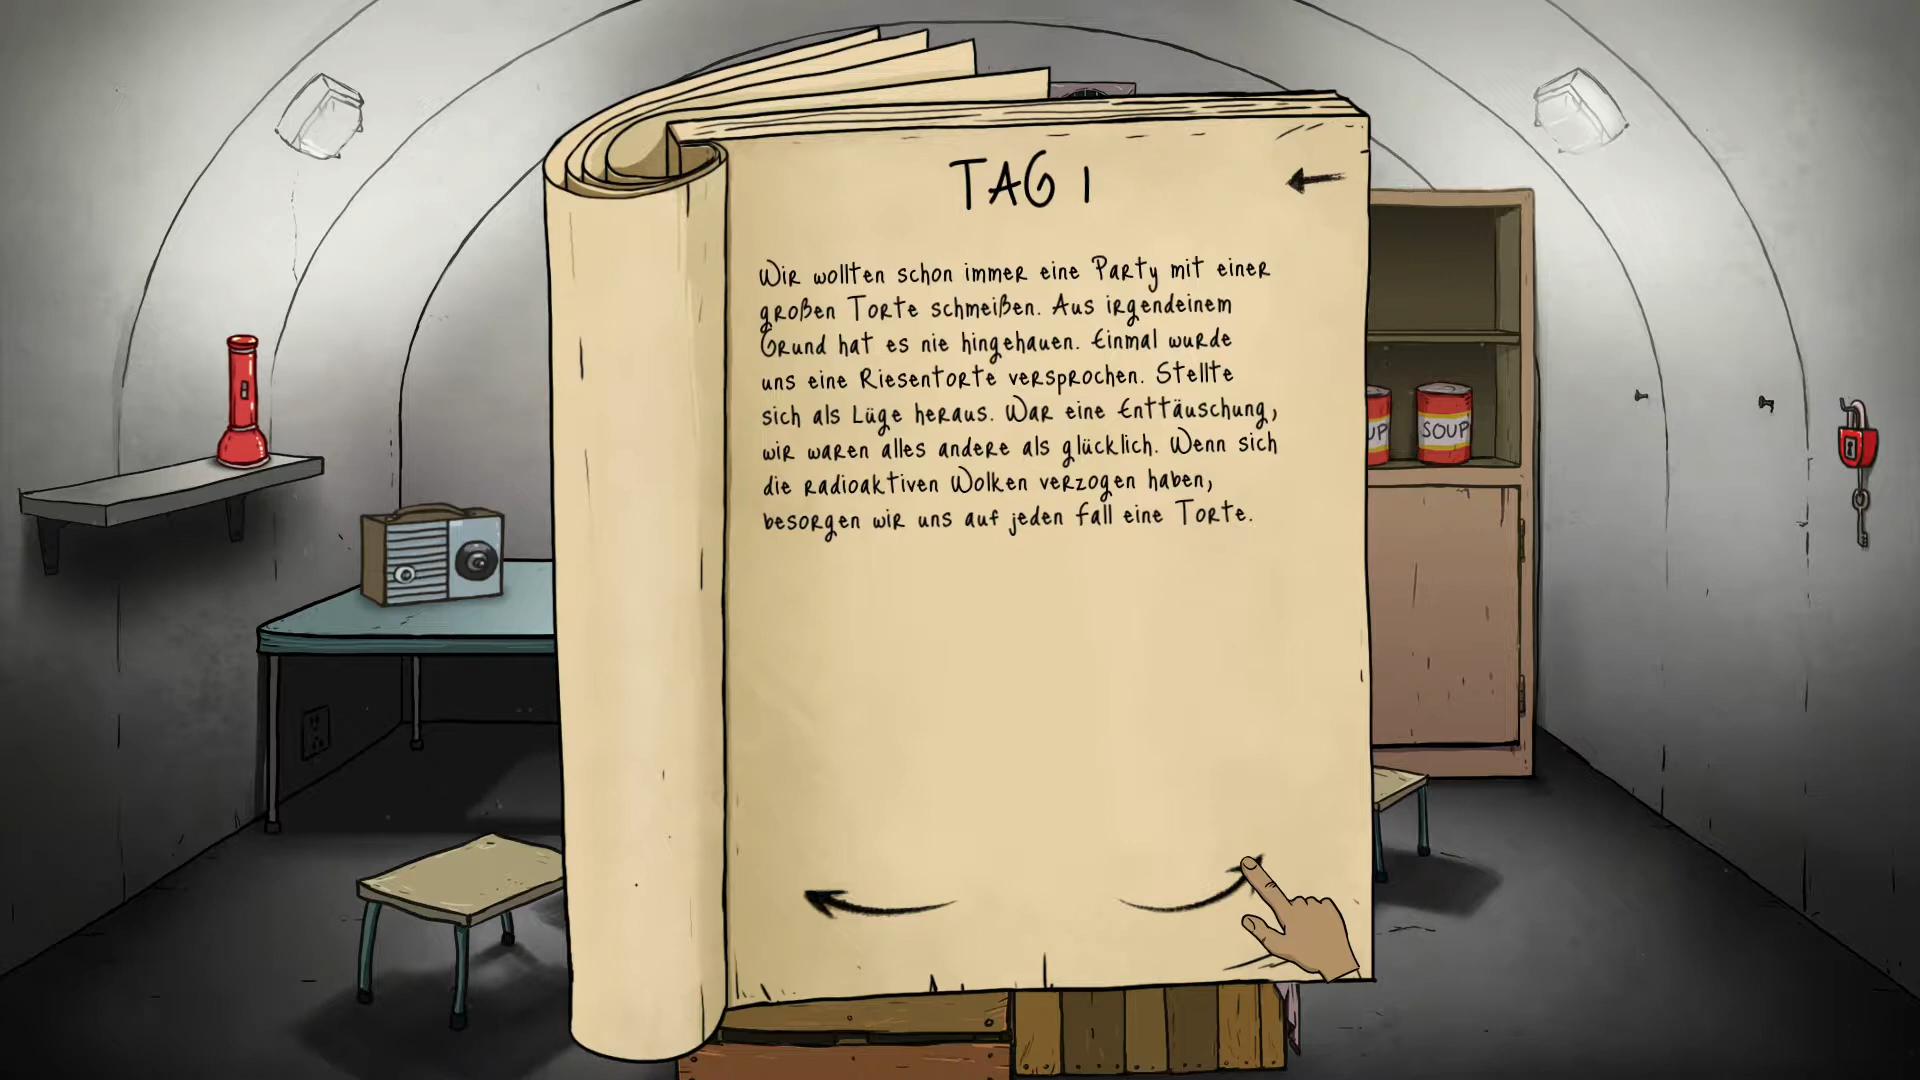 TAG 1
Wir wollten schon immer eine Party mit einer
großen Torte schmeißen. Aus irgendeinem
Grund hat es nie hingehauen. Einmal wurde
uns eine Riesentorte versprochen. Stellte
sich als Lüge heraus. War eine Enttäuschung,
wir waren alles andere als glücklich. Wenn sich
die radioaktiven Wolken verzogen haben,
besorgen wir uns auf jeden fall eine Torte.
UP
SOUP